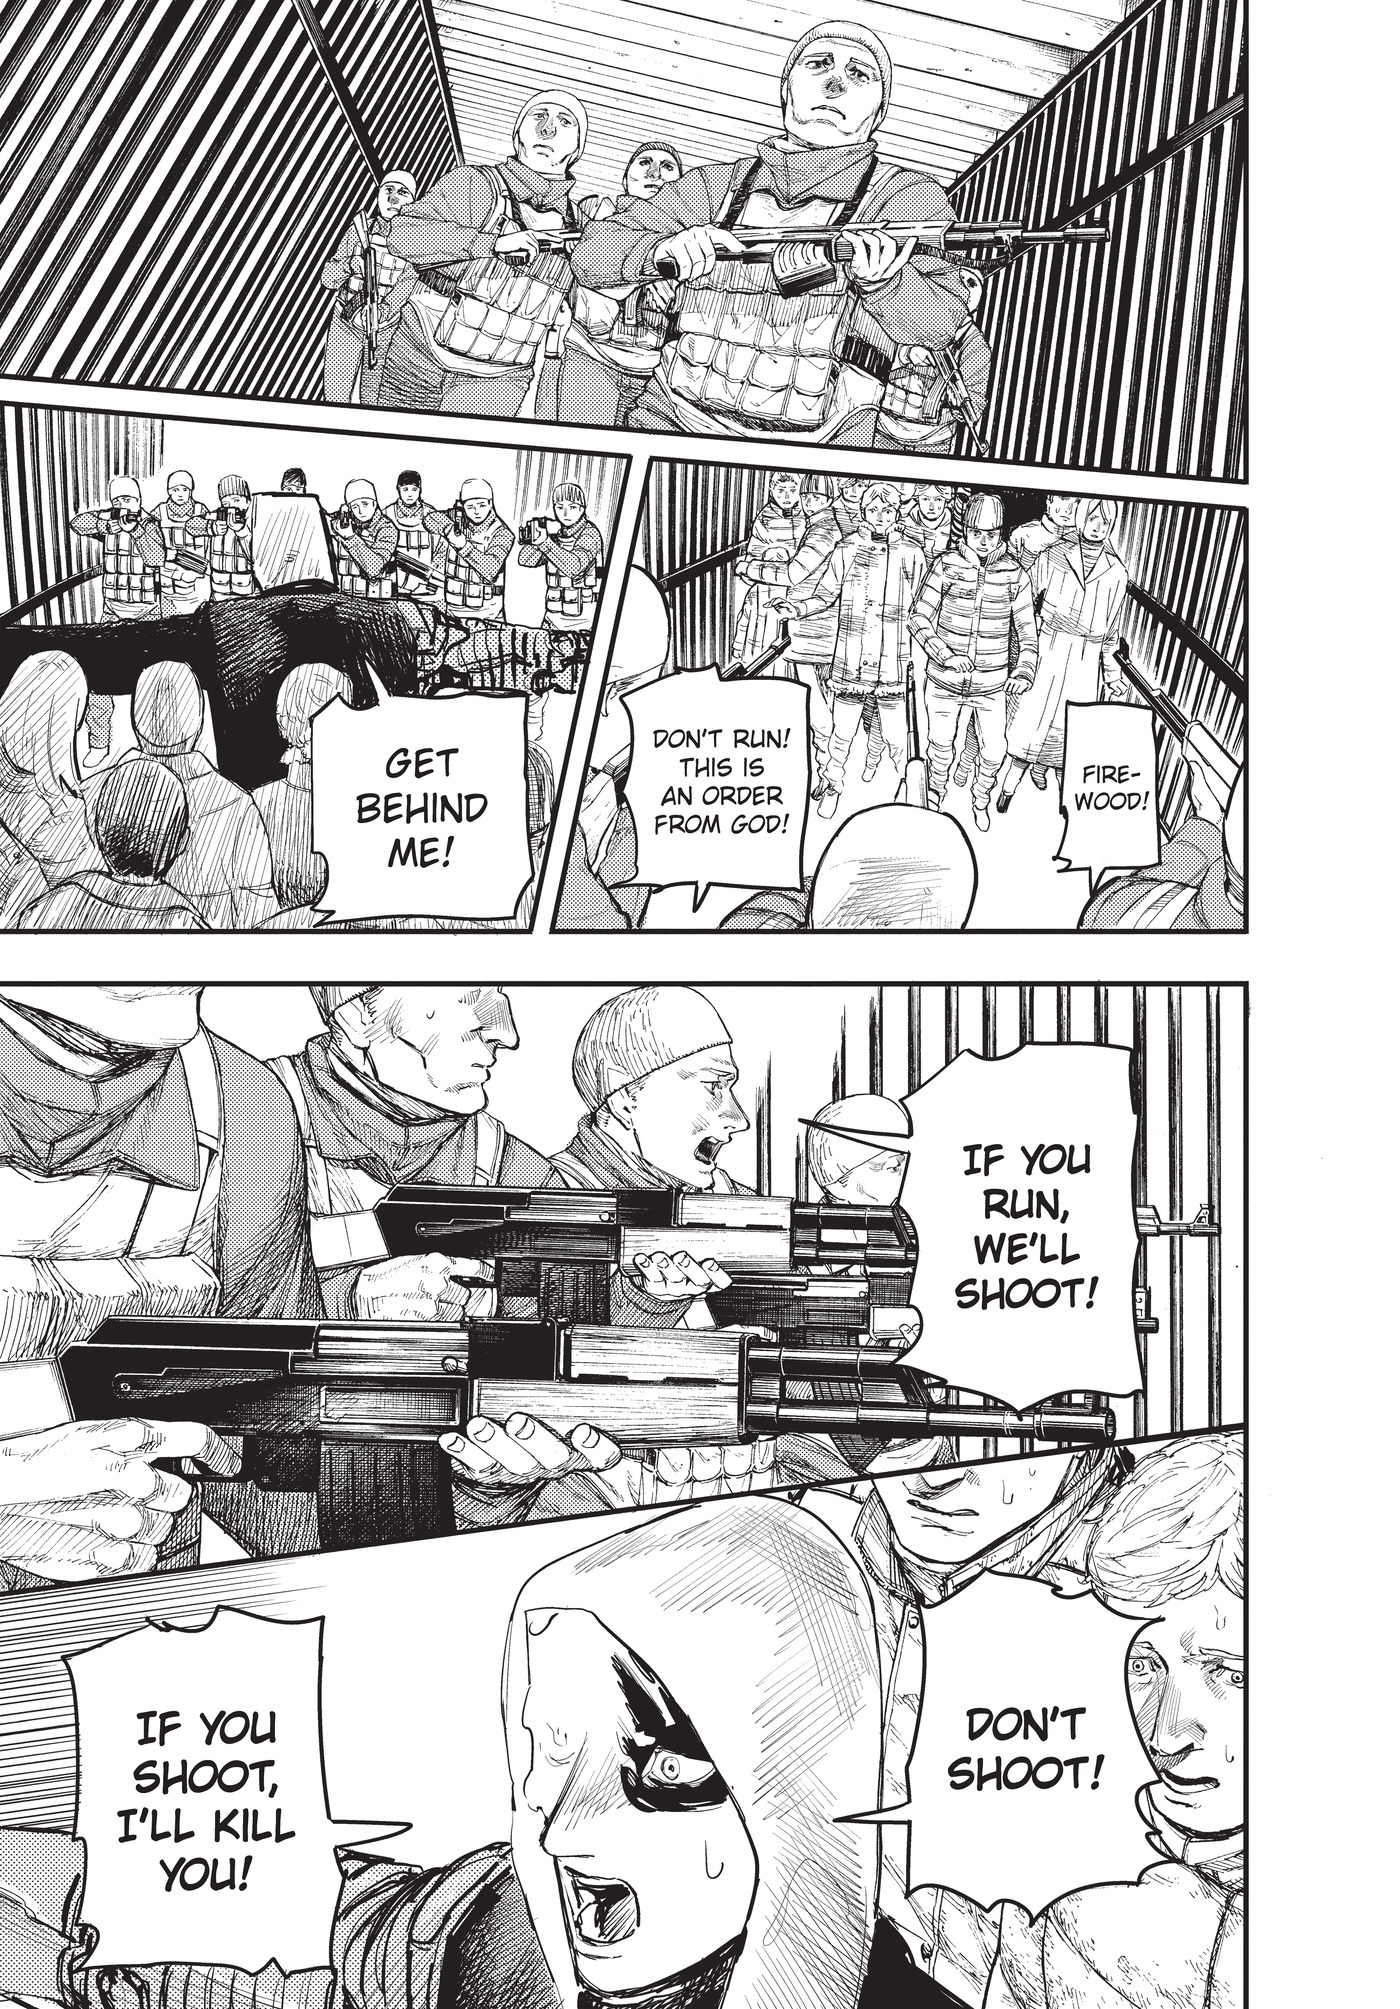 DON'T RUN!
THIS IS
AN ORDER
FROM GOD!
FIRE-
WOOD!
GET
BEHIND
ME!
IF YOU
RUN,
WE'LL
SHOOT!
DON'T
SHOOT!
IF YOU
SHOOT,
I'LL KILL
YOU!